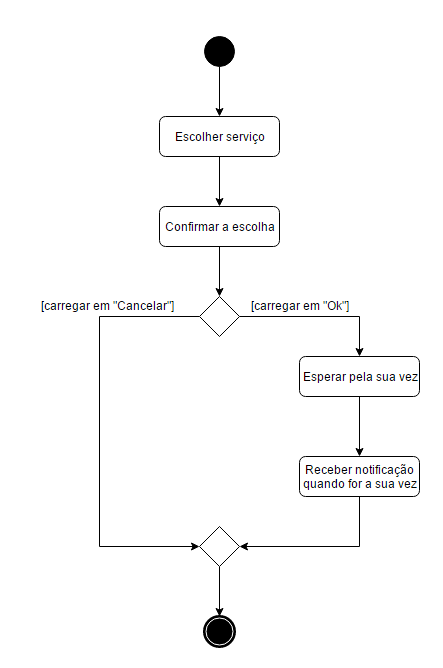 Escolher serviço
Confirmar a escolha
[carregar em "Cancelar"]
[carregar em "Ok"]
Esperar pela sua vez
Receber notificação
quando for a sua vez